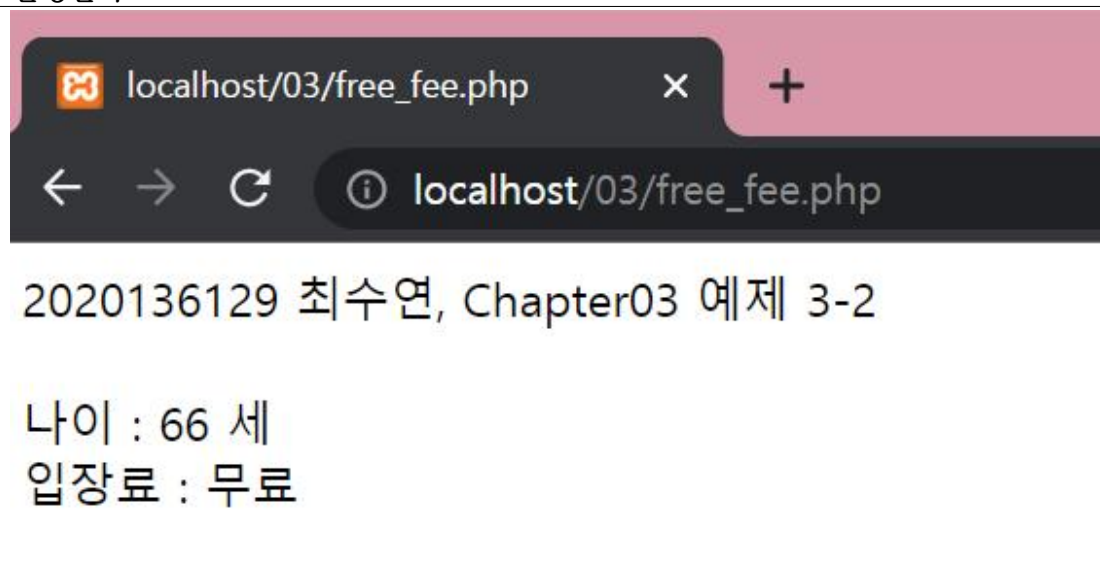 localhost/03/free_fee.php
localhost/03/free_fee.php
2020136129 최수연, Chapter03 예제 3-2
나이 : 66 세
입장료 : 무료